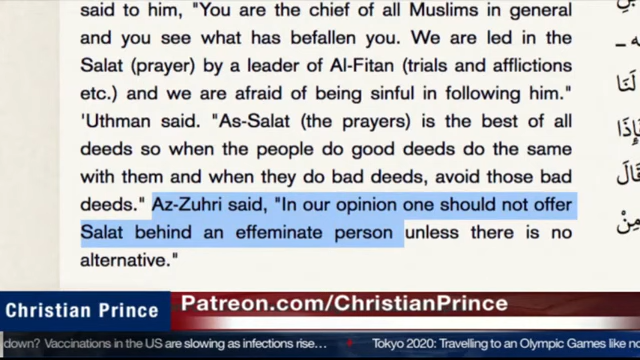 said to him, "You are the chief of all Muslims in general
and you see what has befallen you. We are led in the
Salat (prayer) by a leader of Al-Fitan (trials and afflictions
etc.) and we are afraid of being sinful in following him."
'Uthman said. "As-Salat (the prayers) is the best of all
deeds so when the people do good deeds do the same
with them and when they do bad deeds, avoid those bad
deeds." Az-Zuhri said, "In our opinion one should not offer
Salat behind an effeminate person unless there is no
alternative."
لَنَا
فَإِذَا
قَالَ
مِنْ
Christian Prince
Patreon.com/ChristianPrince
down? Vaccinations in the US are slowing as infections rise...
Tokyo 2020: Travelling to an Olympic Games like no